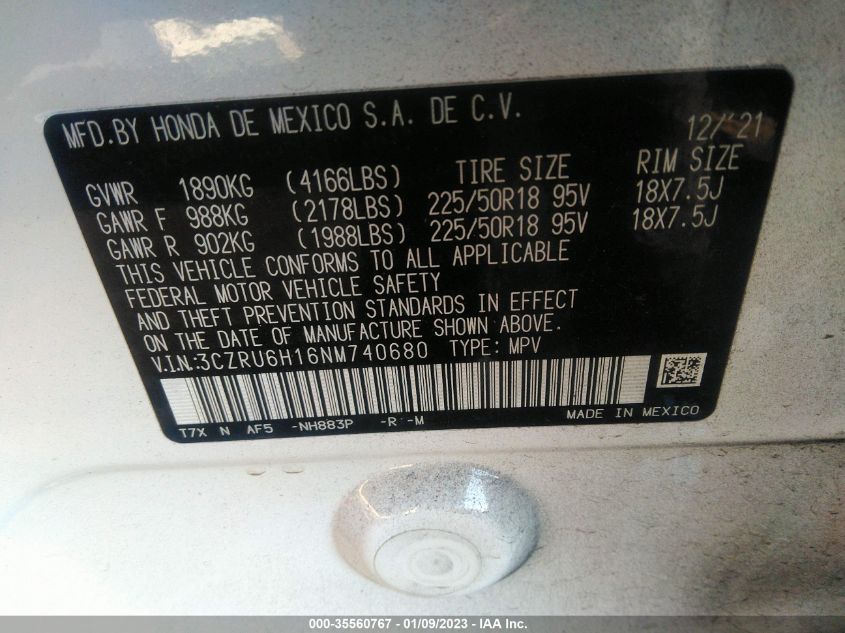 MFD.BY HONDA DE MEXICO S.A. DE C.V. 12/'21
GVWR 1890KG (4166LBS) TIRE SIZE RIM SIZE
GAWR F 988KG (2178LBS) 225/50R18 95V 18X7.5J
GAWR R 902KG (1988LBS) 225/50R18 95V 18X7.5J
THIS VEHICLE CONFORMS TO ALL APPLICABLE
FEDERAL MOTOR VEHICLE SAFETY
AND THEFT PREVENTION STANDARDS IN EFFECT
ON THE DATE OF MANUFACTURE SHOWN ABOVE.
V.I.N.:3CZRU6H16NM740680 TYPE: MPV
T7X N AF5 -NH883P -R -M MADE IN MEXICO
000-35560767 - 01/09/2023 - IAA Inc.